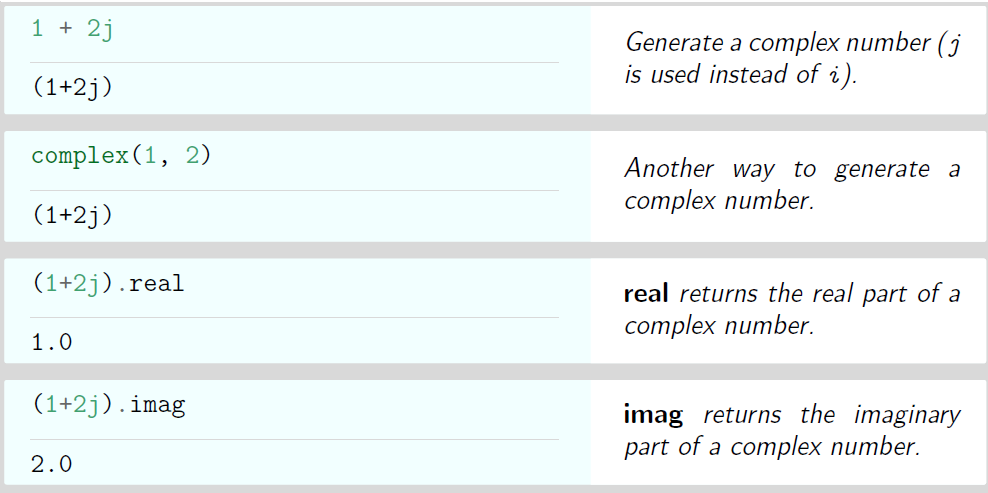 1 + 2j
(1+2j)
Generate a complex number (j
is used instead of i).
complex(1, 2)
(1+2j)
Another way to generate a
complex number.
(1+2j).real
1.0
real returns the real part of a
complex number.
(1+2j).imag
2.0
imag returns the imaginary
part of a complex number.